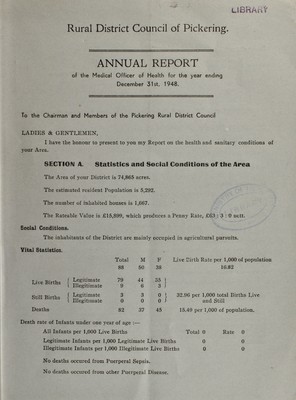 LIBRARY
Rural District Council of Pickering.
ANNUAL REPORT
of the Medical Officer of Health for the year ending
December 31st. 1948.
To the Chairman and Members of the Pickering Rural District Council
LADIES & GENTLEMEN,
I have the honour to present to you my Report on the health and sanitary conditions of
your Area.
SECTION A. Statistics and Social Conditions of the Area
The Area of your District is 74,668 acres.
The estimated resident Population is 5,292.
The number of inhabited houses is 1,667.
The Rateable Value is £18,899, which produces a Penny Rate, £63 : 3 : 9 nett.
Social Conditions.
The inhabitants of the District are mainly occupied in agricultural pursuits.
Vital Statistics.
Total M F Live Birth Rate per 1,000 of population
88 50 38 16.62
Live Births { Legitimate 79 44 35 }
Illegitimate 9 6 3
Still Births { Legitimate 3 3 0 } 32.96 per 1,000 total Births Live
Illegitimate 0 0 0 and Still
Deaths 82 37 45 15.49 per 1,000 of population.
Death rate of Infants under one year of age :—
All Infants per 1,000 Live Births Total 0 Rate 0
Legitimate Infants per 1,000 Legitimate Live Births 0 0
Illegitimate Infants per 1,000 Illegitimate Live Births 0 0
No deaths occured from Puerperal Sepsis.
No deaths occured from other Puerperal Disease.